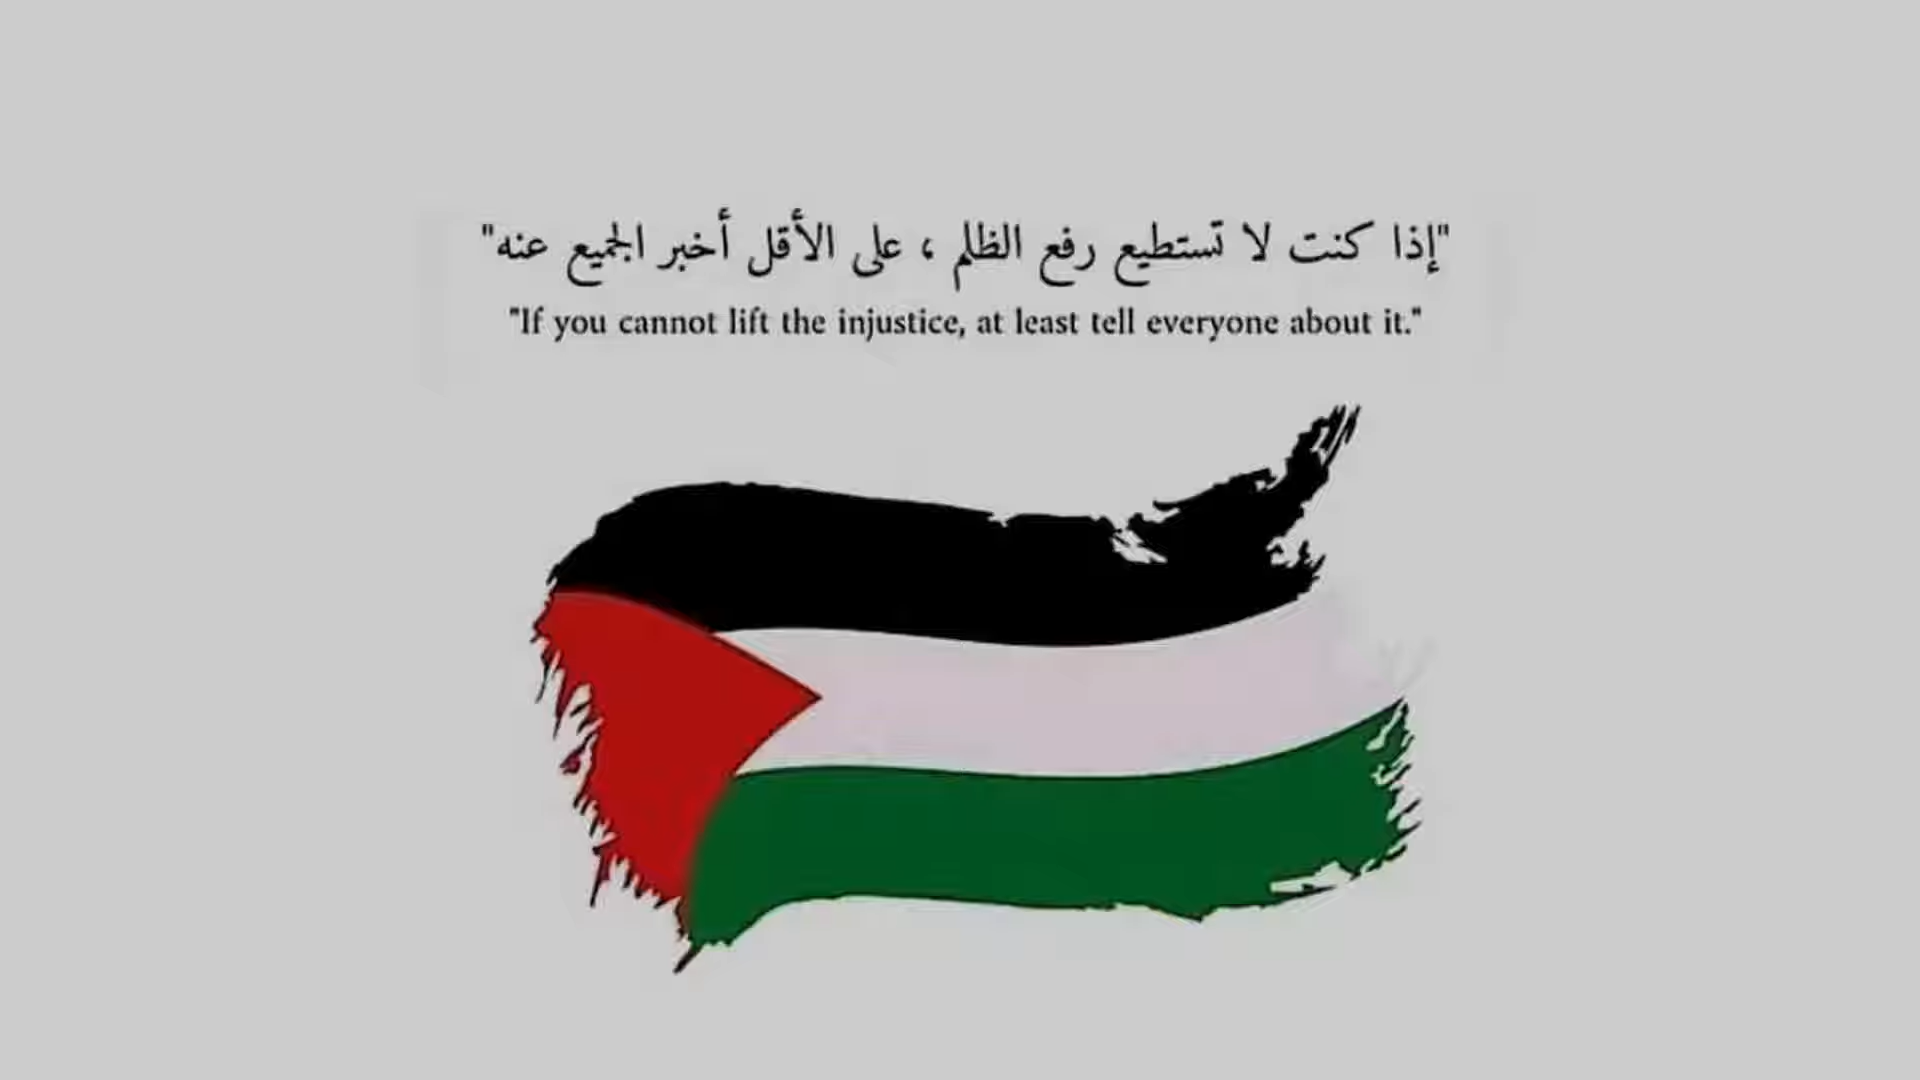 "إذا كنت لا تستطيع رفع الظلم ، على الأقل أخبر الجميع عنه"
"If you cannot lift the injustice, at least tell everyone about it."